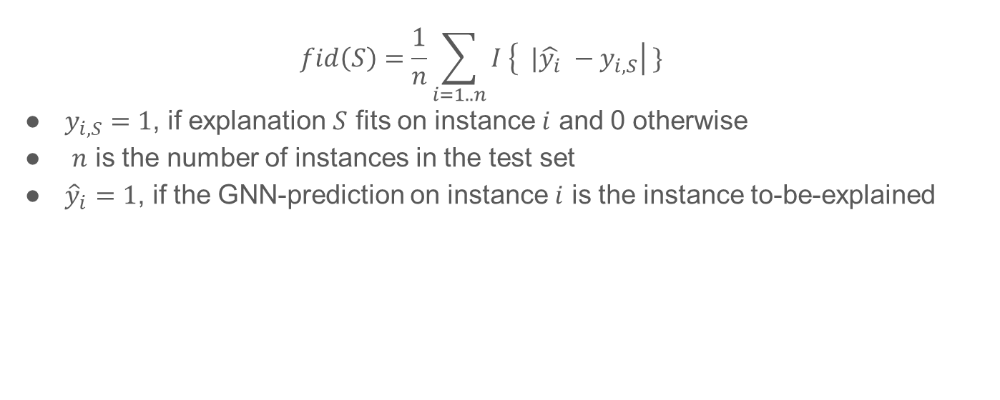 fid(S) = \frac{1}{n} \sum_{i=1..n} I\{ |\hat{y_i} - y_{i,S}| \}
● y_{i,S} = 1, if explanation S fits on instance i and 0 otherwise
● n is the number of instances in the test set
● \hat{y}_i = 1, if the GNN-prediction on instance i is the instance to-be-explained